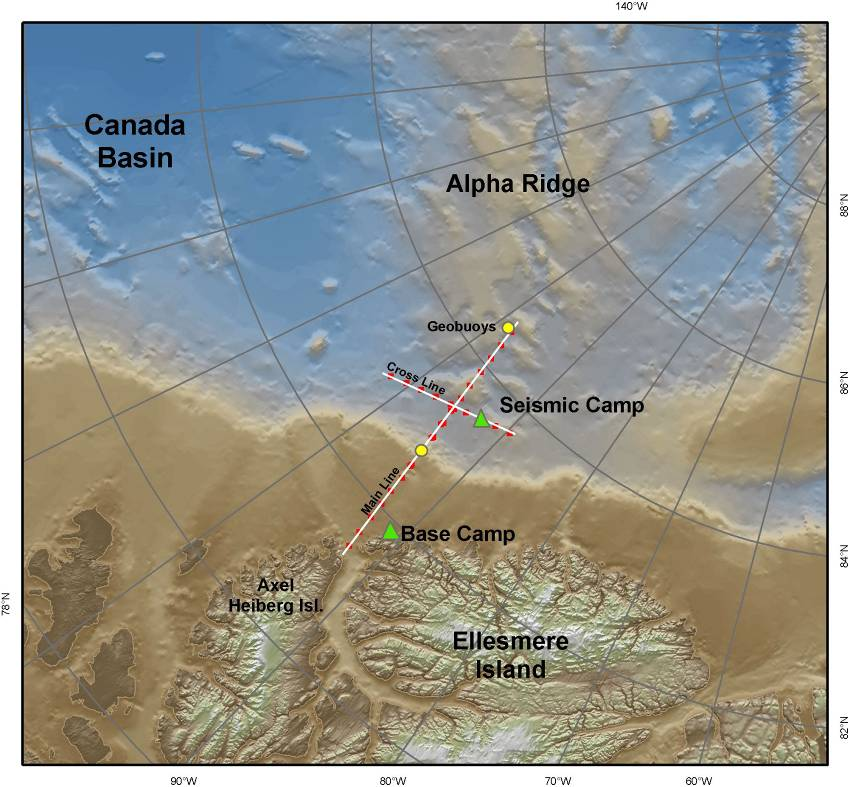 140°W
Canada
Basin
Alpha Ridge
88°N
Geobuoys
Cross Line
86°N
Seismic Camp
Main Line
Base Camp
84°N
Axel
Heiberg Isl.
78°N
Ellesmere
Island
82°N
90°W
80°W
70°W
60°W